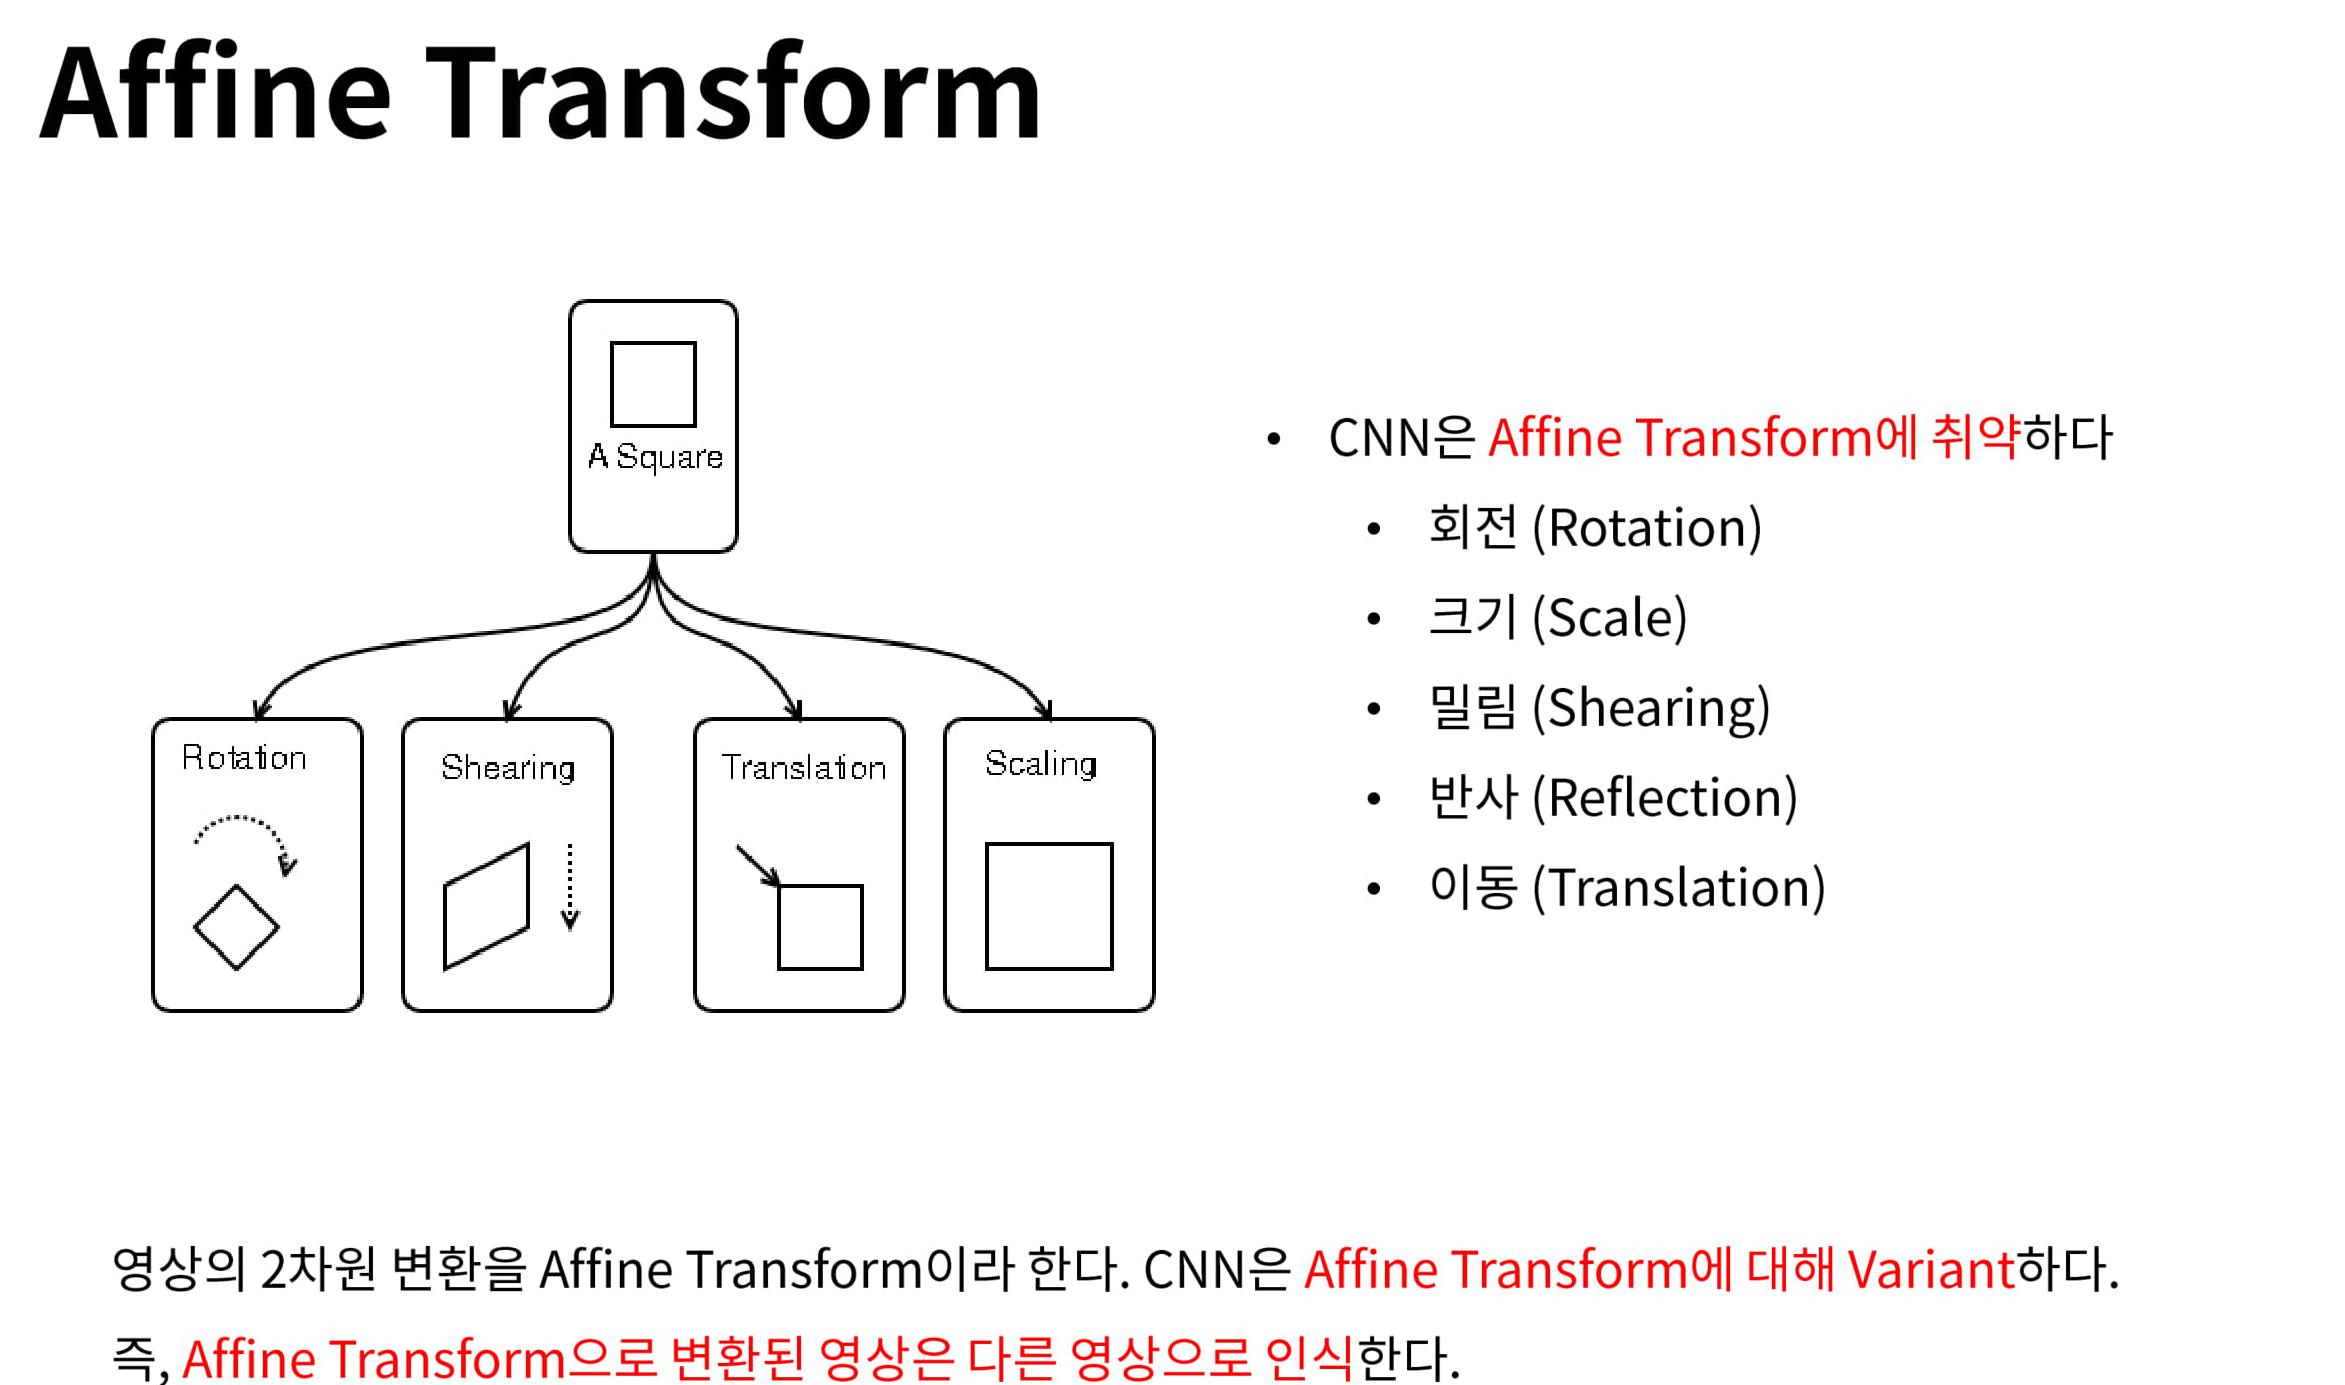 Affine Transform
A Square
Rotation
Shearing
Translation
Scaling
• CNN은 Affine Transform에 취약하다
• 회전 (Rotation)
• 크기 (Scale)
• 밀림 (Shearing)
• 반사 (Reflection)
• 이동 (Translation)
영상의 2차원 변환을 Affine Transform이라 한다. CNN은 Affine Transform에 대해 Variant하다.
즉, Affine Transform으로 변환된 영상은 다른 영상으로 인식한다.